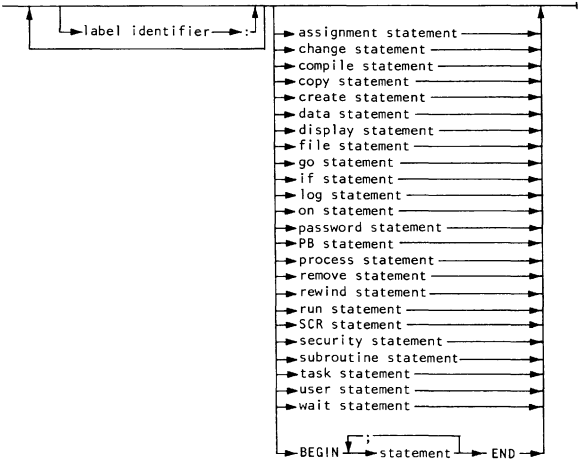 label identifier :
assignment statement
change statement
compile statement
copy statement
create statement
data statement
display statement
file statement
go statement
if statement
log statement
on statement
password statement
PB statement
process statement
remove statement
rewind statement
run statement
SCR statement
security statement
subroutine statement
task statement
user statement
wait statement
;
BEGIN statement END